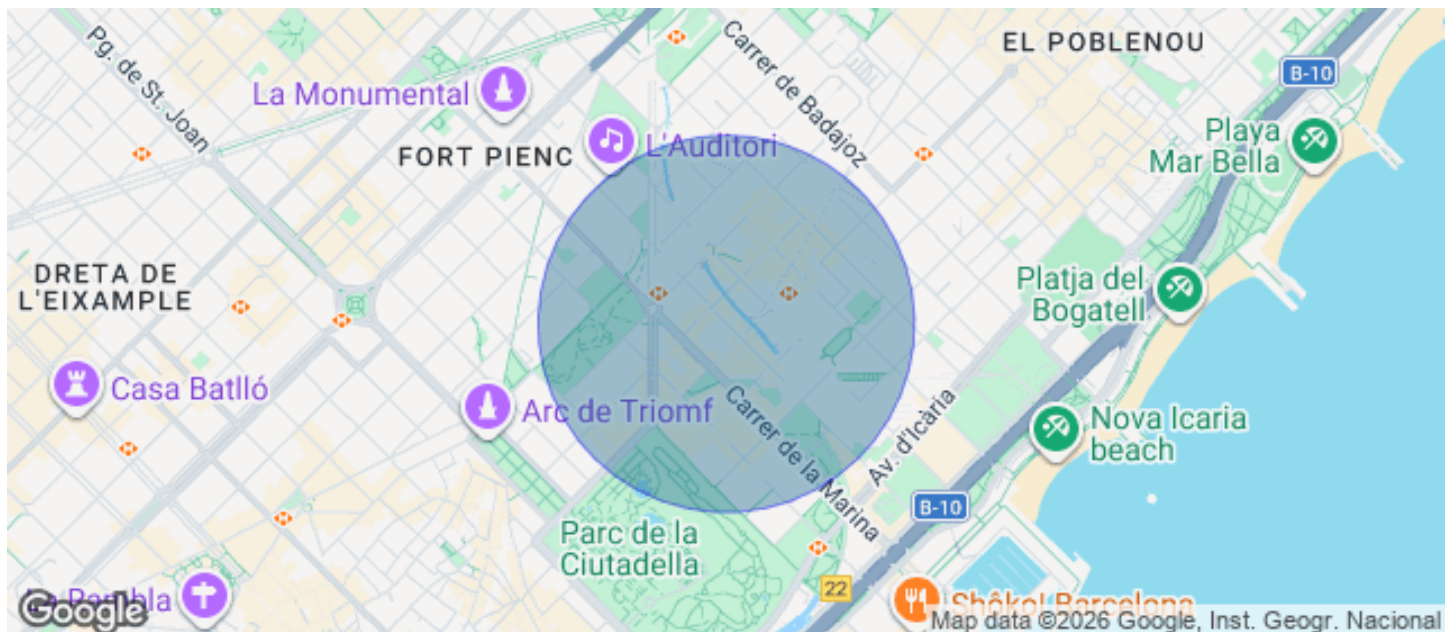 Pg. de St. Joan
La Monumental
FORT PIENC
L'Auditori
Carrer de Badajoz
EL POBLENOU
B-10
Playa
Mar Bella
DRETA DE
L'EIXAMPLE
Platja del
Bogatell
Casa Batlló
Arc de Triomf
Carrer de la Marina
Av. d'Icària
Nova Icaria
beach
B-10
Parc de la
Ciutadella
22
La Rambla
Shôko! Barcelona
Google
Map data ©2026 Google, Inst. Geogr. Nacional